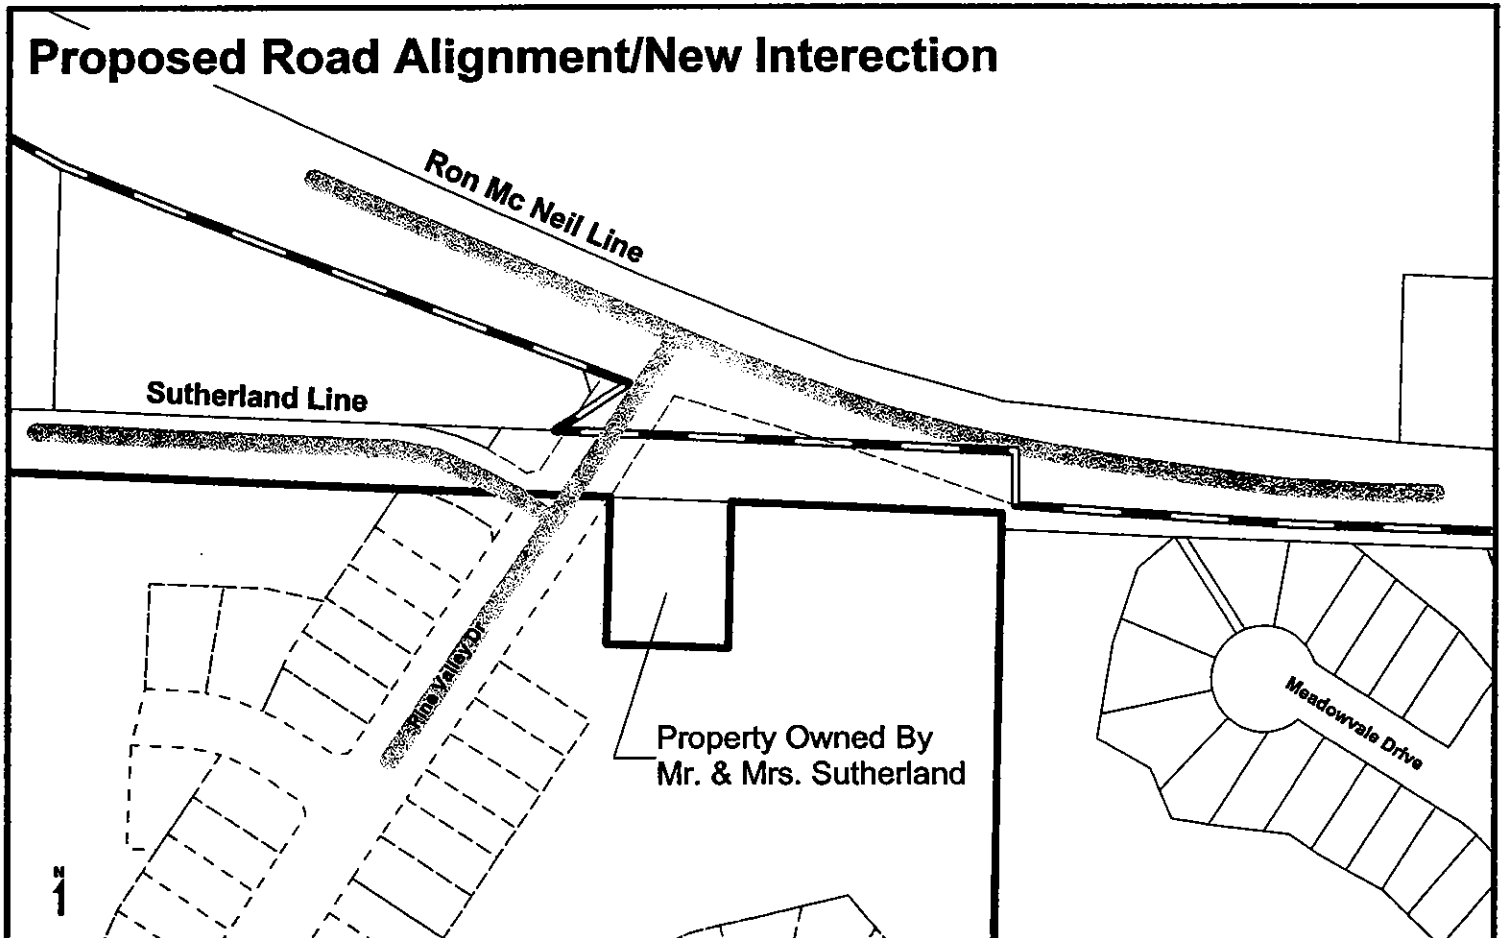 Proposed Road Alignment/New Interection
Ron Mc Neil Line
Sutherland Line
Pine Valley Dr
Meadowvale Drive
Property Owned By
Mr. & Mrs. Sutherland
N